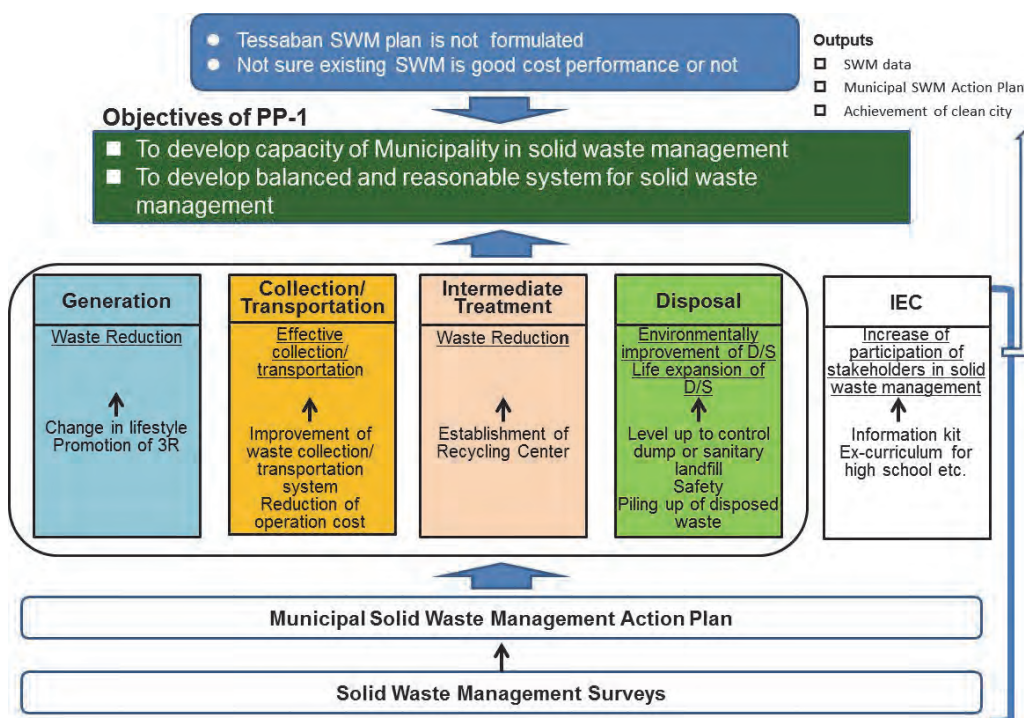 Tessaban SWM plan is not formulated
Not sure existing SWM is good cost performance or not
Outputs
SWM data
Municipal SWM Action Plan
Achievement of clean city
Objectives of PP-1
To develop capacity of Municipality in solid waste management
To develop balanced and reasonable system for solid waste
management
Generation
Waste Reduction
Change in lifestyle
Promotion of 3R
Collection/
Transportation
Effective
collection/
transportation
Improvement of
waste collection/
transportation
system
Reduction of
operation cost
Intermediate
Treatment
Waste Reduction
Establishment of
Recycling Center
Disposal
Environmentally
improvement of D/S
Life expansion of
D/S
Level up to control
dump or sanitary
landfill
Safety
Piling up of disposed
waste
IEC
Increase of
participation of
stakeholders in solid
waste management
Information kit
Ex-curriculum for
high school etc.
Municipal Solid Waste Management Action Plan
Solid Waste Management Surveys